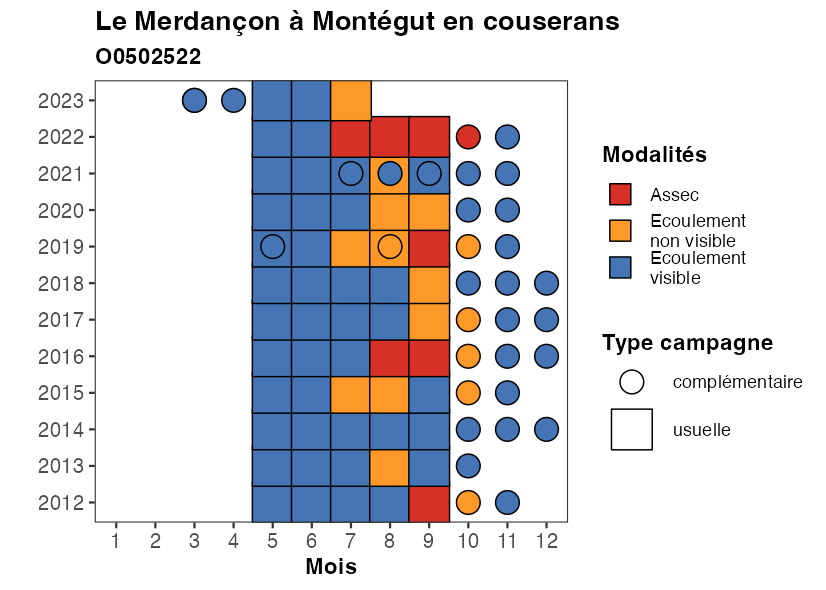 Le Merdançon à Montégut en couserans
O0502522
2023
2022
2021
2020
2019
2018
2017
2016
2015
2014
2013
2012
1 2 3 4 5 6 7 8 9 10 11 12
Mois
Modalités
Assec
Ecoulement
non visible
Ecoulement
visible
Type campagne
complémentaire
usuelle